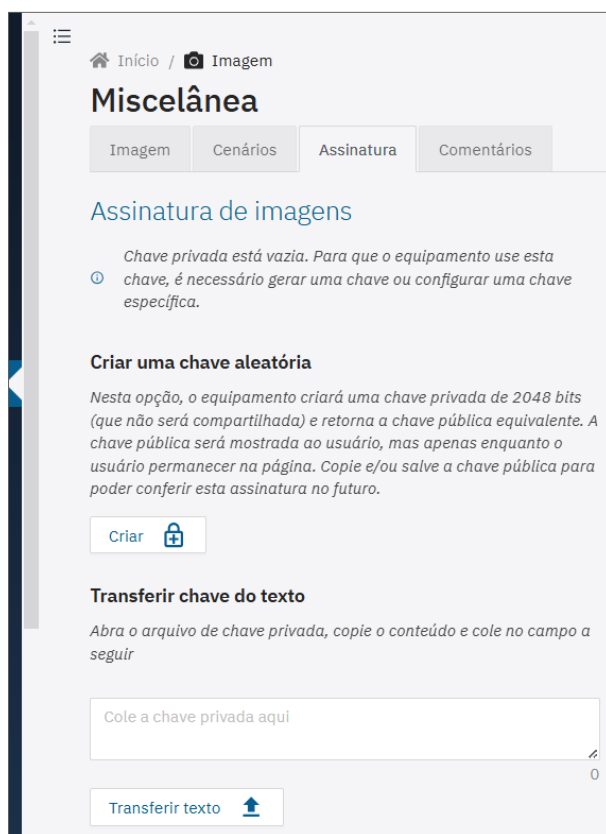 Início / Imagem
Miscelânea
Imagem Cenários Assinatura Comentários
Assinatura de imagens
Chave privada está vazia. Para que o equipamento use esta
chave, é necessário gerar uma chave ou configurar uma chave
específica.
Criar uma chave aleatória
Nesta opção, o equipamento criará uma chave privada de 2048 bits
(que não será compartilhada) e retorna a chave pública equivalente. A
chave pública será mostrada ao usuário, mas apenas enquanto o
usuário permanecer na página. Copie e/ou salve a chave pública para
poder conferir esta assinatura no futuro.
Criar
Transferir chave do texto
Abra o arquivo de chave privada, copie o conteúdo e cole no campo a
seguir
Cole a chave privada aqui
0
Transferir texto